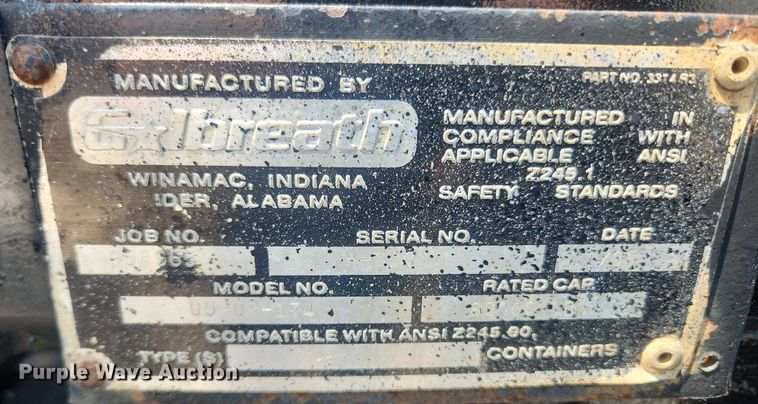 MANUFACTURED BY
PART NO. 3314 R3
Galbreath
WINAMAC, INDIANA
IDER, ALABAMA
MANUFACTURED IN
COMPLIANCE WITH
APPLICABLE ANSI
Z245.1
SAFETY STANDARDS
JOB NO. SERIAL NO. DATE
MODEL NO. RATED CAP.
COMPATIBLE WITH ANSI Z245.60,
TYPE (S) CONTAINERS
Purple Wave Auction